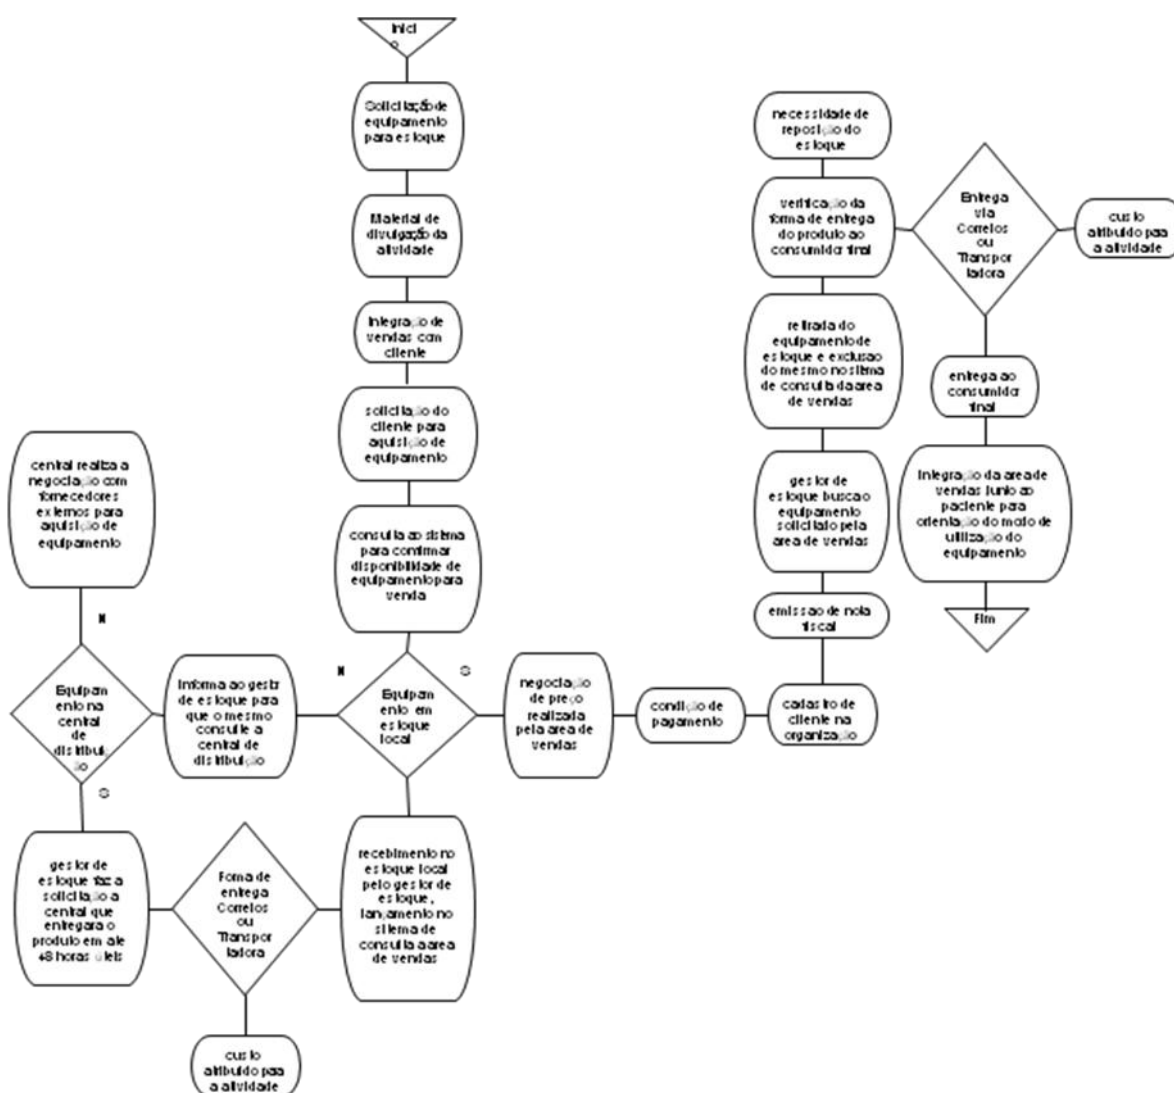 Inici
o
Solicitação de
equipamento
para estoque
Material de
divulgação da
atividade
Integração de
vendas com
cliente
solicitação do
cliente para
aquisição de
equipamento
consulta ao sistema
para confirmar
disponibilidade de
equipamento para
venda
Equipam
ento em
estoque
local
N
S
Informa ao gestr
de estoque para
que o mesmo
consulte a
central de
distribuição
Equipam
ento na
central
de
distribuiç
ão
N
central realiza a
negociação com
fornecedores
externos para
aquisição de
equipamento
S
gestor de
estoque faz a
solicitação a
central que
entregara o
produto em ate
48 horas úteis
Forma de
entrega
Correios
ou
Transpor
tadora
custo
atribuído paa
a atividade
recebimento no
estoque local
pelo gestor de
estoque,
lançamento no
sitema de
consulta a area
de vendas
negociação
de preço
realizada
pela area de
vendas
condição de
pagamento
cadastro de
cliente na
organização
emissao de nota
fiscal
gestor de
estoque busca o
equipamento
solicitado pela
area de vendas
retirada do
equipamento de
estoque e exclusao
do mesmo no sitema
de consulta da area
de vendas
verificação da
forma de entrega
do produto ao
consumidor final
necessidade de
reposição do
estoque
Entrega
via
Correios
ou
Transpor
tadora
custo
atribuído paa
a atividade
entrega ao
consumidor
final
Integração da area de
vendas junto ao
paciente para
orientação do modo de
utilização do
equipamento
Fim